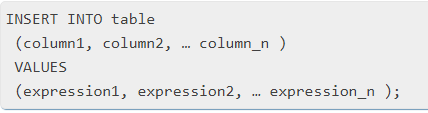 INSERT INTO table
(column1, column2, … column_n )
VALUES
(expression1, expression2, … expression_n );